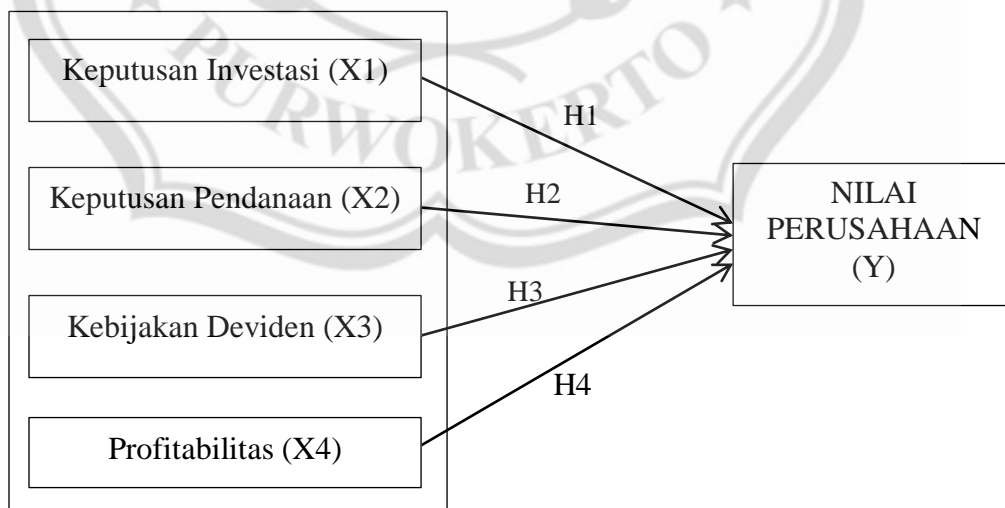 Keputusan Investasi (X1)
H1
Keputusan Pendanaan (X2)
H2
NILAI
PERUSAHAAN
(Y)
Kebijakan Deviden (X3)
H3
Profitabilitas (X4)
H4
PURWOKERTO